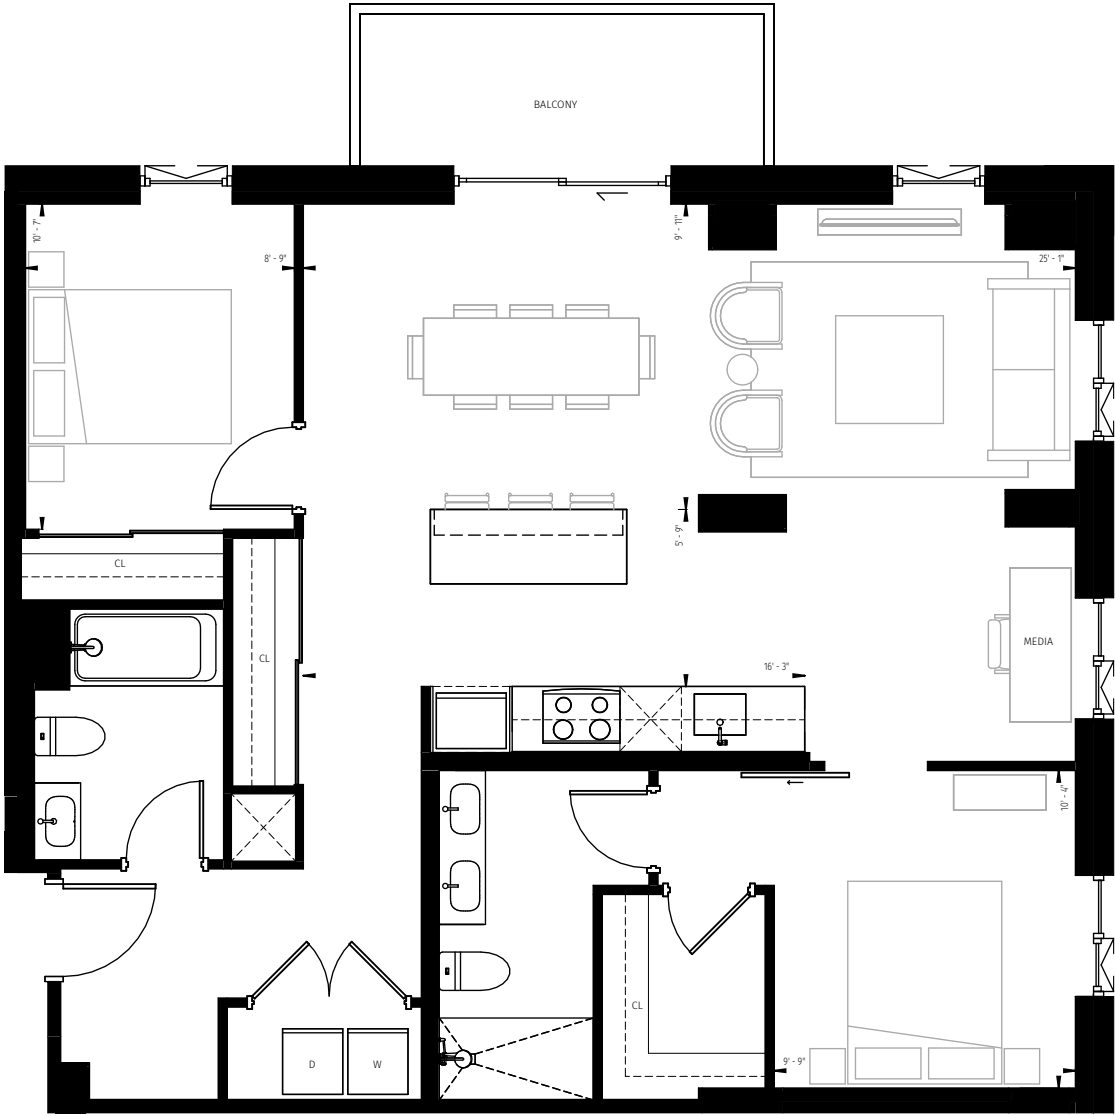 BALCONY
10' - 7"
9' - 11"
8' - 9"
25' - 1"
5' - 9"
CL
MEDIA
CL
16' - 3"
10' - 4"
CL
D
W
9' - 9"